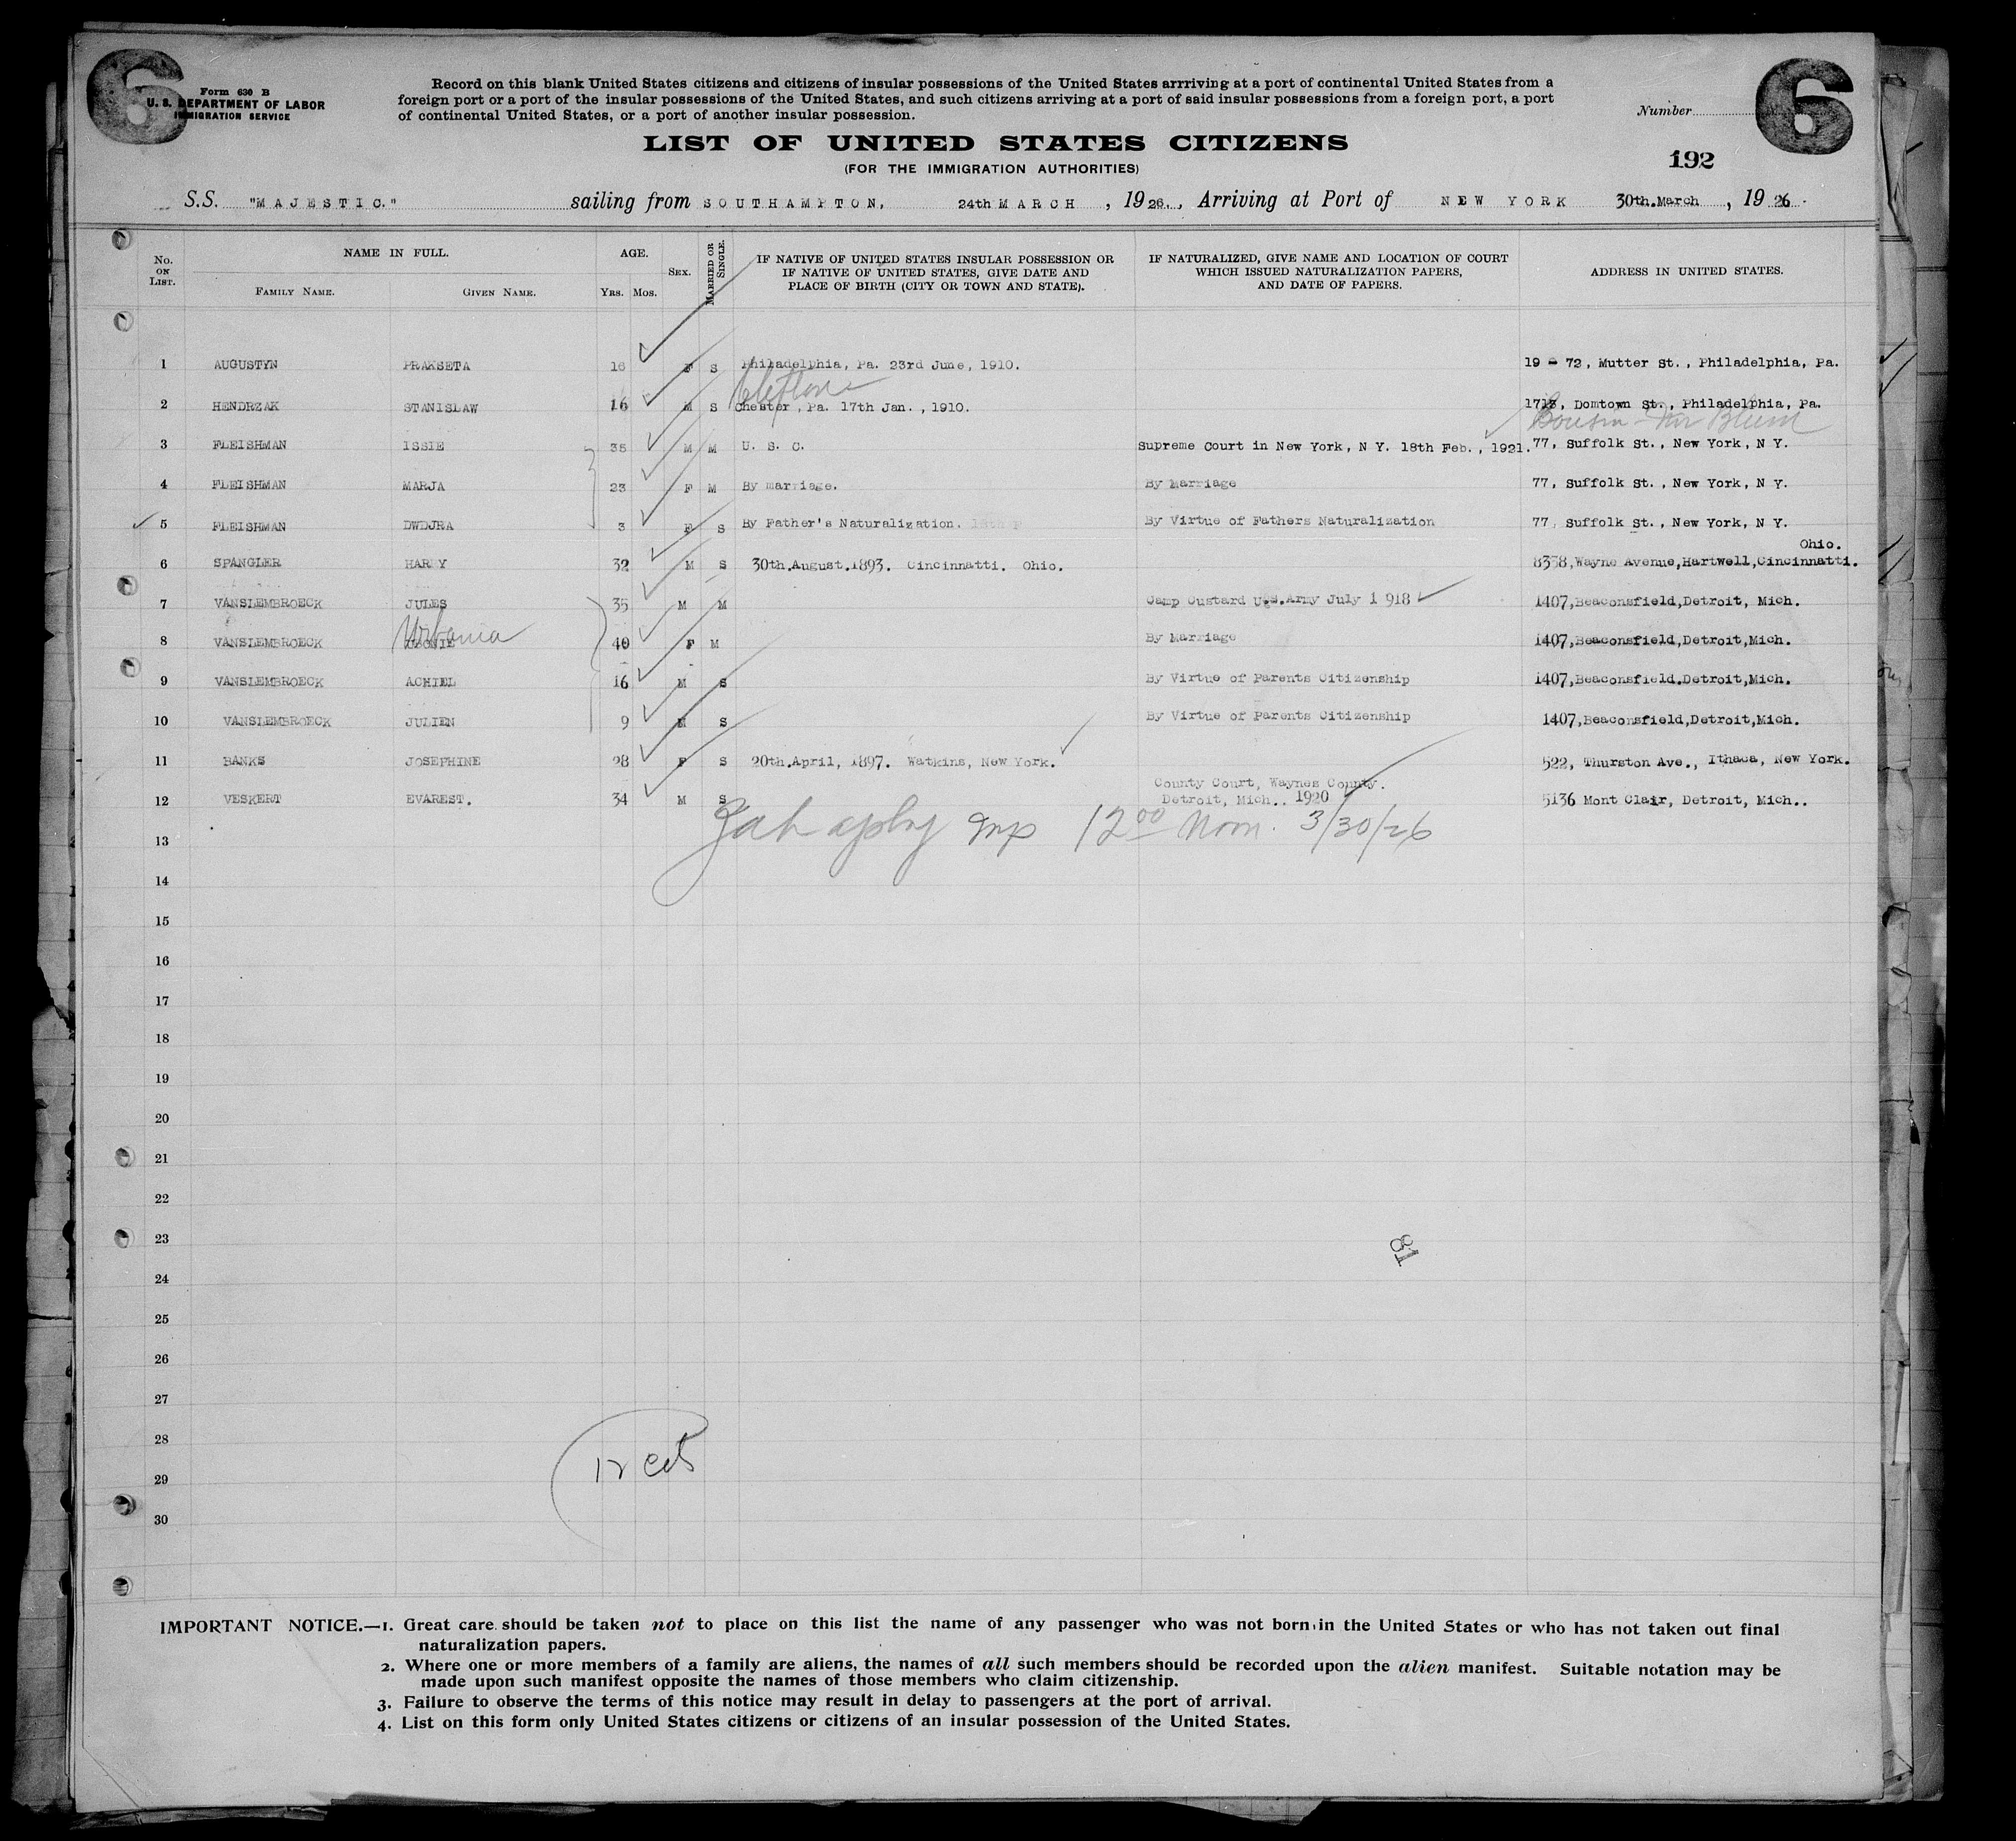 6
6
Form 630 B
U. S. DEPARTMENT OF LABOR
IMMIGRATION SERVICE
Record on this blank United States citizens and citizens of insular possessions of the United States arrriving at a port of continental United States from a
foreign port or a port of the insular possessions of the United States, and such citizens arriving at a port of said insular possessions from a foreign port, a port
of continental United States, or a port of another insular possession.
Number
LIST OF UNITED STATES CITIZENS
(FOR THE IMMIGRATION AUTHORITIES)
192
S.S. "MAJESTIC." sailing from SOUTHAMPTON, 24th MARCH, 1926., Arriving at Port of NEW YORK 30th.March, 1926.
No. ON LIST.
NAME IN FULL.
FAMILY NAME. GIVEN NAME.
AGE.
YRS. MOS.
SEX.
MARRIED OR SINGLE.
IF NATIVE OF UNITED STATES INSULAR POSSESSION OR
IF NATIVE OF UNITED STATES, GIVE DATE AND
PLACE OF BIRTH (CITY OR TOWN AND STATE).
IF NATURALIZED, GIVE NAME AND LOCATION OF COURT
WHICH ISSUED NATURALIZATION PAPERS,
AND DATE OF PAPERS.
ADDRESS IN UNITED STATES.
1 AUGUSTYN PRAKSETA 16 F S Philadelphia, Pa. 23rd June, 1910. 19 - 72, Mutter St., Philadelphia, Pa.
2 HENDRZAK STANISLAW 16 M S Chester, Pa. 17th Jan., 1910. Domtown St., Philadelphia, Pa.
3 FLEISHMAN ISSIE 35 M M U. S. C. Supreme Court in New York, N Y. 18th Feb., 1921. 77, Suffolk St., New York, N Y.
4 FLEISHMAN MARJA 23 F M By marriage. By Marriage 77, Suffolk St., New York, N Y.
5 FLEISHMAN DWDJRA 3 F S By Father's Naturalization. By Virtue of Fathers Naturalization 77, Suffolk St., New York, N Y.
Ohio.
6 SPANGLER HARRY 32 M S 30th.August.1893. Cincinnatti. Ohio. 8338,Wayne Avenue,Hartwell,Cincinnatti.
7 VANSLEMBROECK JULES 35 M M Camp Custard U.S.Army July 1 918 1407,Beaconsfield,Detroit, Mich.
Urbania
8 VANSLEMBROECK 40 F M By Marriage 1407,Beaconsfield,Detroit,Mich.
9 VANSLEMBROECK ACHIEL 16 M S By Virtue of Parents Citizenship 1407,Beaconsfield.Detroit,Mich.
10 VANSLEMBROECK JULIEN 9 M S By Virtue of Parents Citizenship 1407,Beaconsfield,Detroit,Mich.
11 BANKS JOSEPHINE 28 F S 20th.April, 1897. Watkins, New York. 522, Thurston Ave., Ithaca, New York.
County Court, Waynes County.
12 VESKERT EVAREST. 34 M S Detroit, Mich.. 1920 5136 Mont Clair, Detroit, Mich..
12 00 Noon. 3/30/26
13
14
15
16
17
18
19
20
21
22
23
81
24
25
26
27
28
29
30
IMPORTANT NOTICE.—1. Great care should be taken not to place on this list the name of any passenger who was not born in the United States or who has not taken out final
naturalization papers.
2. Where one or more members of a family are aliens, the names of all such members should be recorded upon the alien manifest. Suitable notation may be
made upon such manifest opposite the names of those members who claim citizenship.
3. Failure to observe the terms of this notice may result in delay to passengers at the port of arrival.
4. List on this form only United States citizens or citizens of an insular possession of the United States.